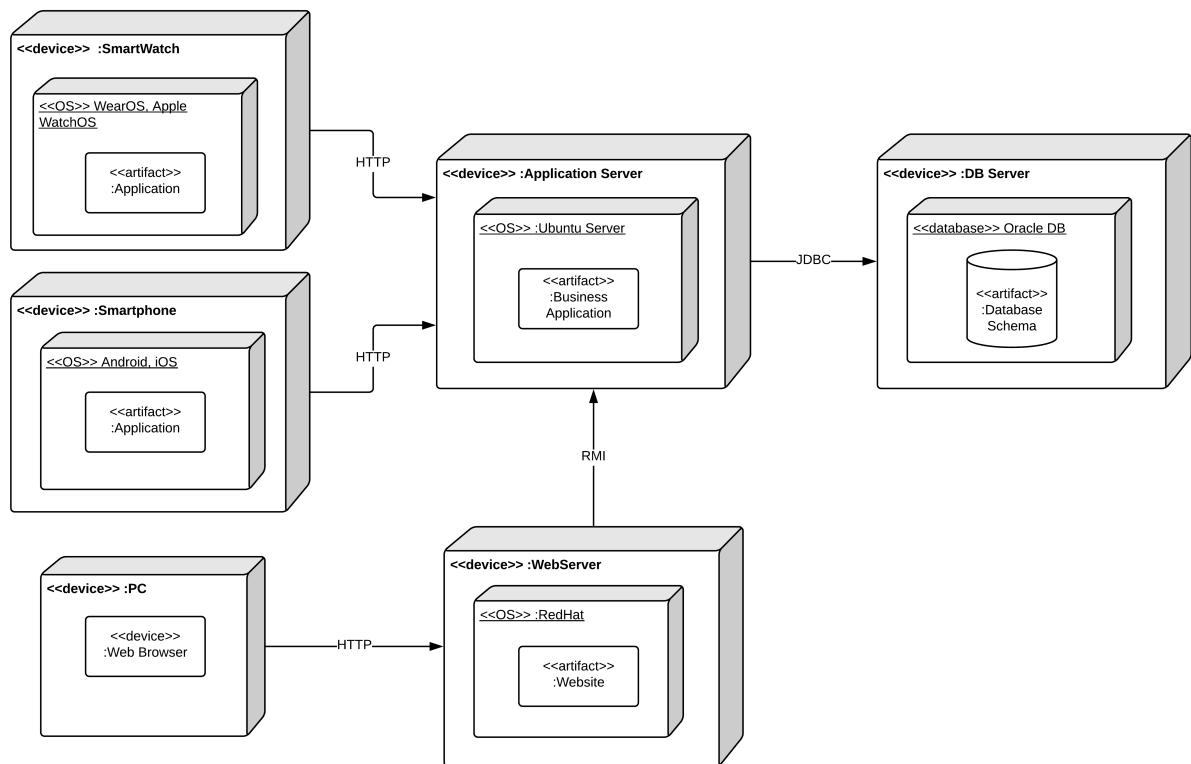 <<device>>  :SmartWatch
<<OS>> WearOS, Apple
WatchOS
<<artifact>>
:Application
HTTP
<<device>> :Application Server
<<OS>> :Ubuntu Server
<<artifact>>
:Business
Application
JDBC
<<device>> :DB Server
<<database>> Oracle DB
<<artifact>>
:Database
Schema
<<device>> :Smartphone
<<OS>> Android, iOS
<<artifact>>
:Application
HTTP
RMI
<<device>> :PC
<<device>>
:Web Browser
HTTP
<<device>> :WebServer
<<OS>> :RedHat
<<artifact>>
:Website